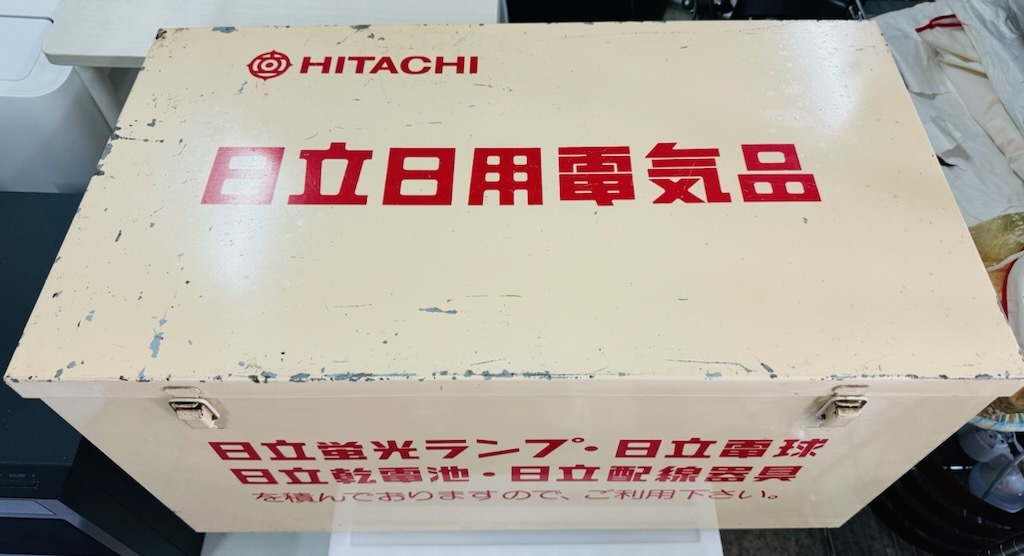 HITACHI
日立日用電気品
日立蛍光ランプ・日立電球
日立乾電池・日立配線器具
を積んでおりますので、ご利用下さい。